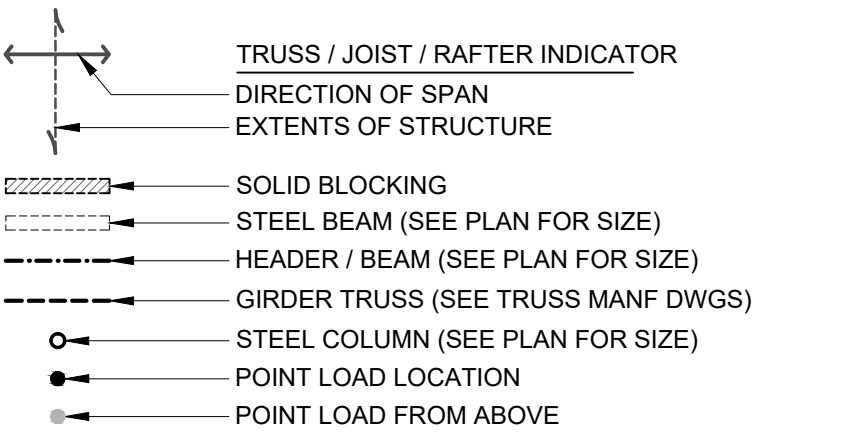 TRUSS / JOIST / RAFTER INDICATOR
DIRECTION OF SPAN
EXTENTS OF STRUCTURE
SOLID BLOCKING
STEEL BEAM (SEE PLAN FOR SIZE)
HEADER / BEAM (SEE PLAN FOR SIZE)
GIRDER TRUSS (SEE TRUSS MANF DWGS)
STEEL COLUMN (SEE PLAN FOR SIZE)
POINT LOAD LOCATION
POINT LOAD FROM ABOVE